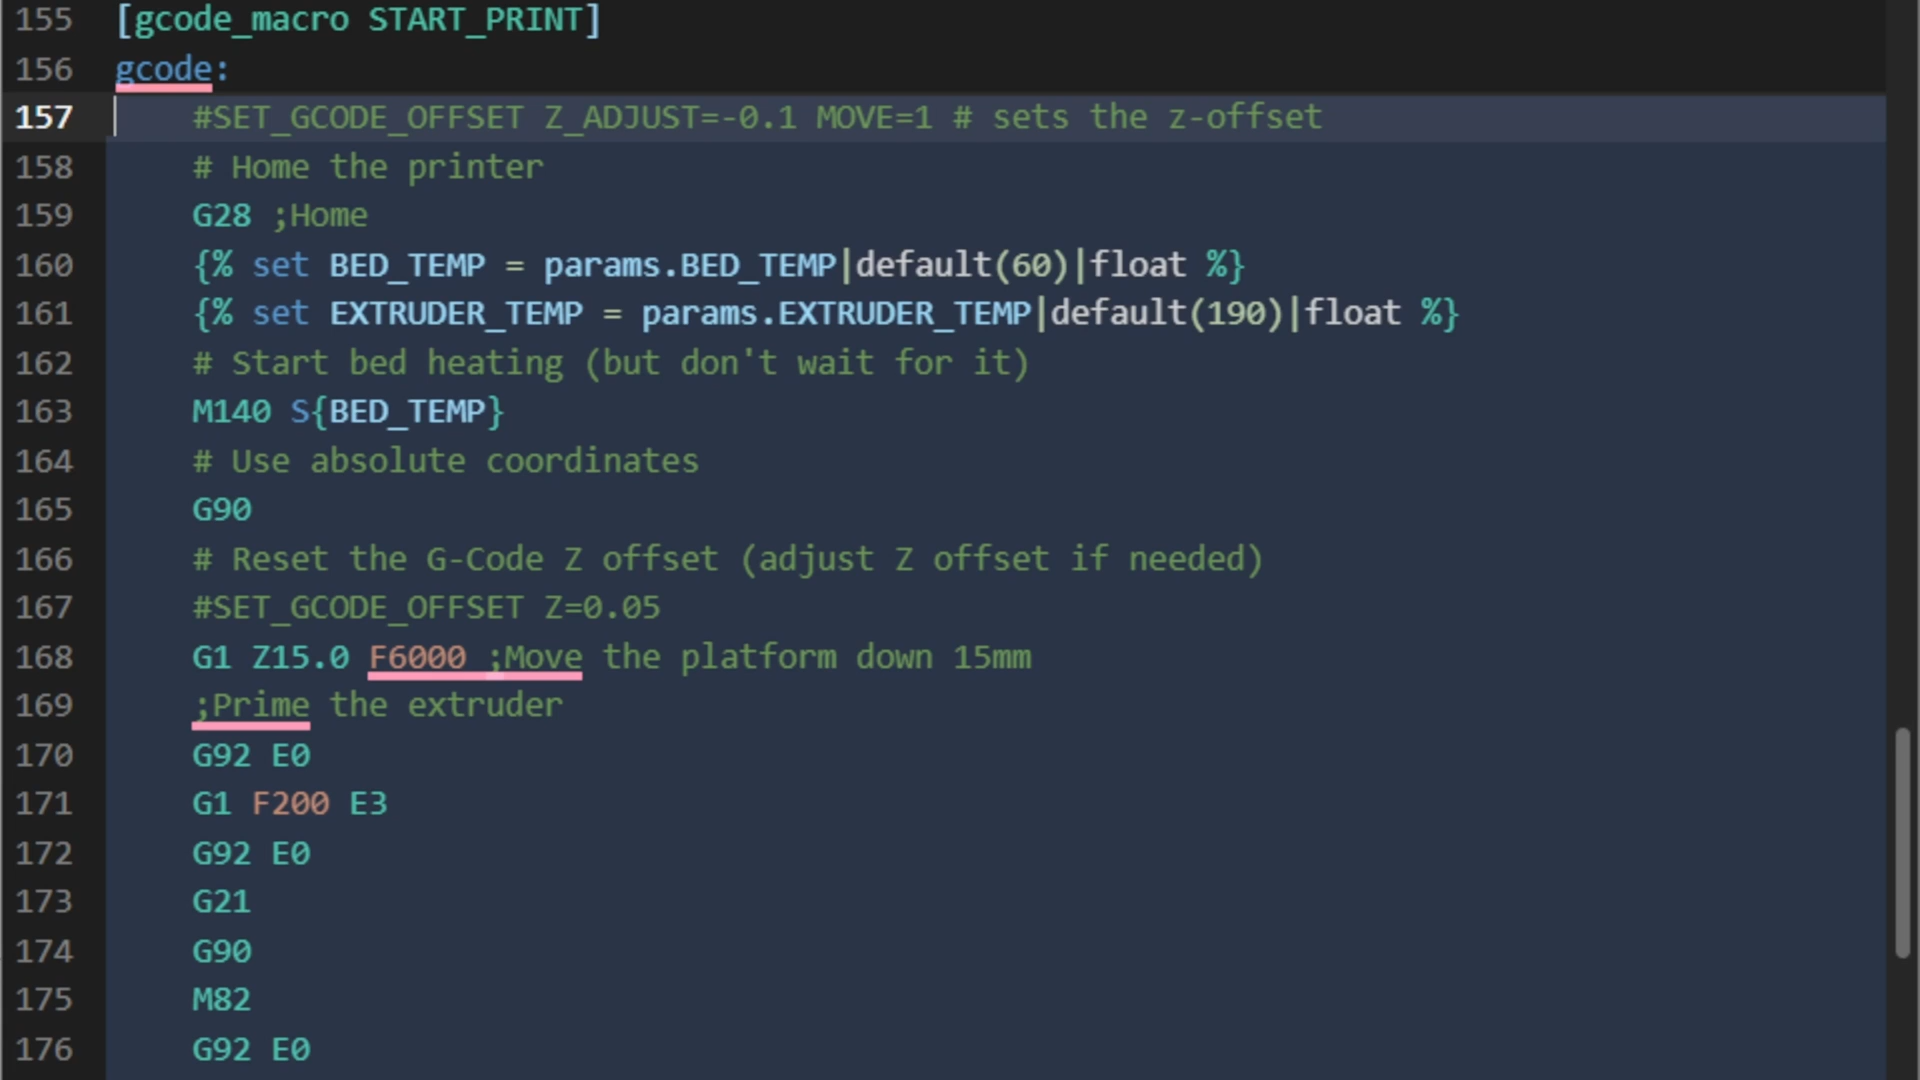 155 [gcode_macro START_PRINT]
156 gcode:
157 #SET_GCODE_OFFSET Z_ADJUST=-0.1 MOVE=1 # sets the z-offset
158 # Home the printer
159 G28 ;Home
160 {% set BED_TEMP = params.BED_TEMP|default(60)|float %}
161 {% set EXTRUDER_TEMP = params.EXTRUDER_TEMP|default(190)|float %}
162 # Start bed heating (but don't wait for it)
163 M140 S{BED_TEMP}
164 # Use absolute coordinates
165 G90
166 # Reset the G-Code Z offset (adjust Z offset if needed)
167 #SET_GCODE_OFFSET Z=0.05
168 G1 Z15.0 F6000 ;Move the platform down 15mm
169 ;Prime the extruder
170 G92 E0
171 G1 F200 E3
172 G92 E0
173 G21
174 G90
175 M82
176 G92 E0